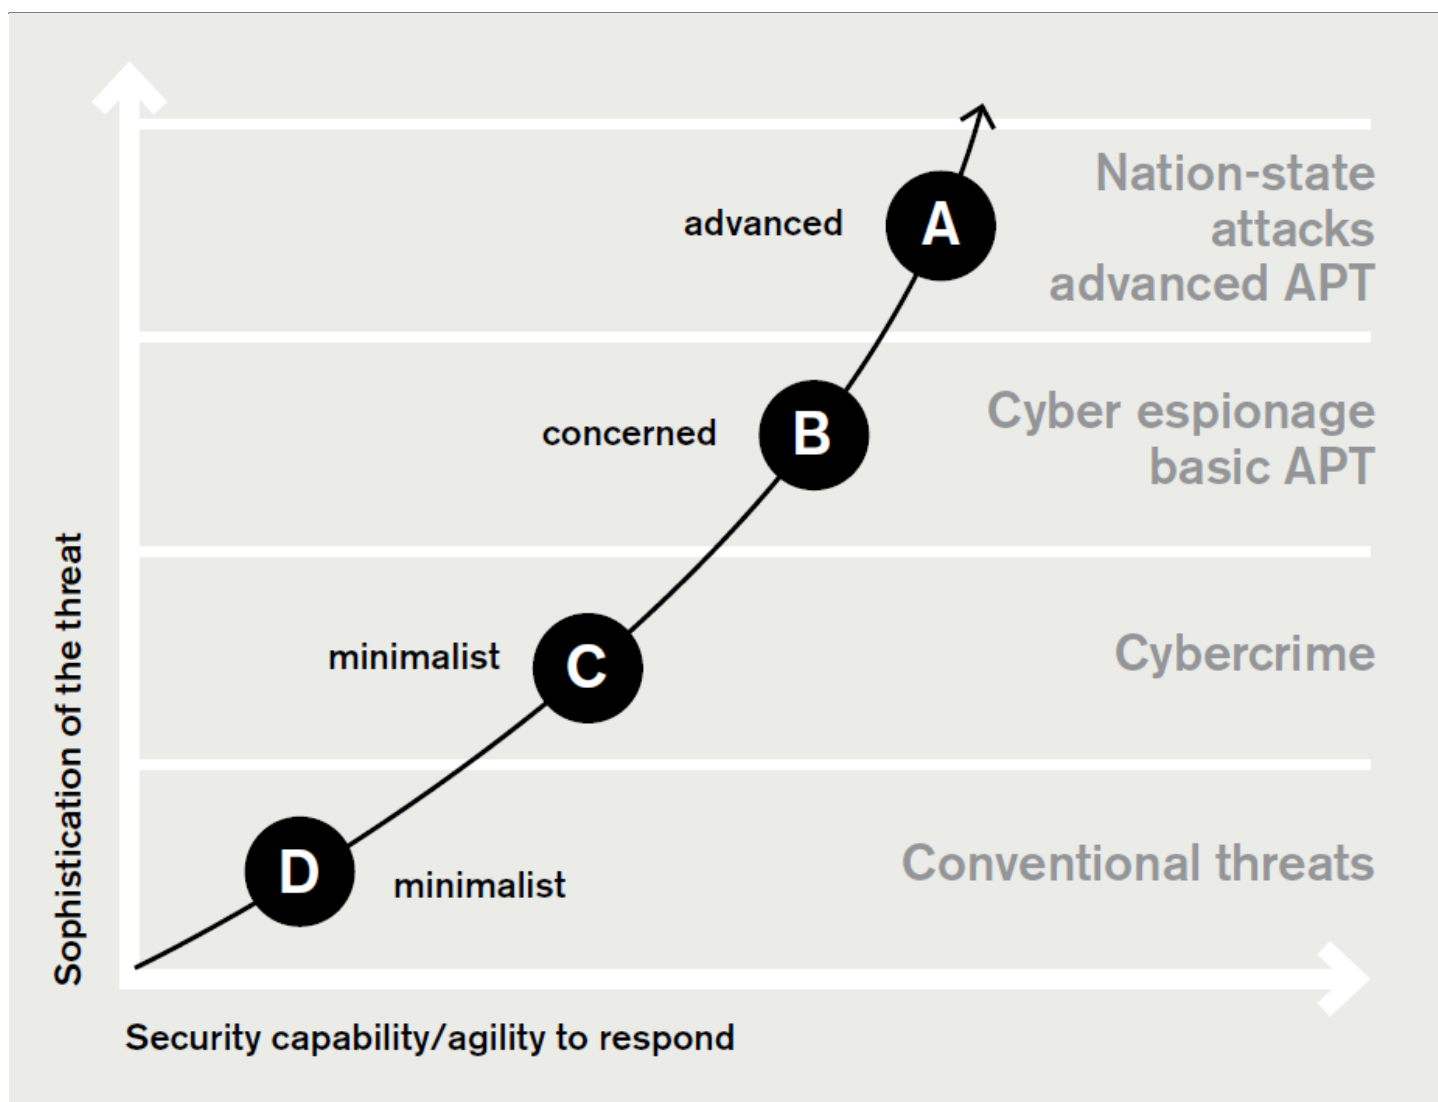 Nation-state
attacks
advanced APT
advanced
A
Cyber espionage
basic APT
concerned
B
Cybercrime
minimalist
C
Conventional threats
D
minimalist
Sophistication of the threat
Security capability/agility to respond